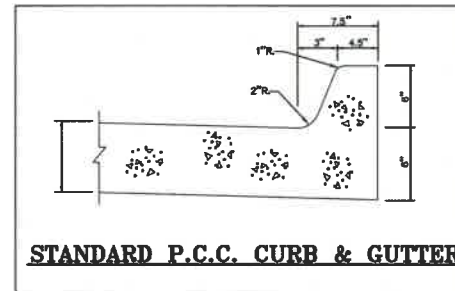 7.5"
3" 4.5"
1"R.
2"R.
6"
6"
STANDARD P.C.C. CURB & GUTTER